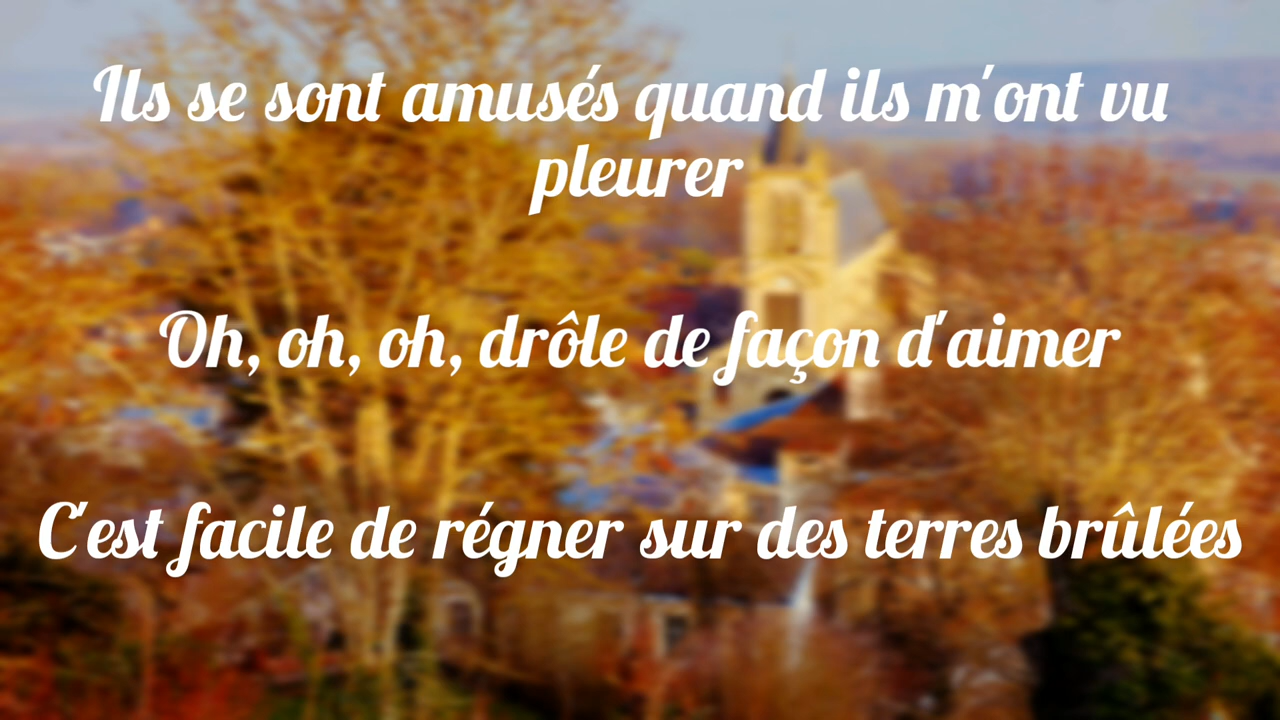 Ils se sont amusés quand ils m'ont vu
pleurer
Oh, oh, oh, drôle de façon d'aimer
C'est facile de régner sur des terres brûlées